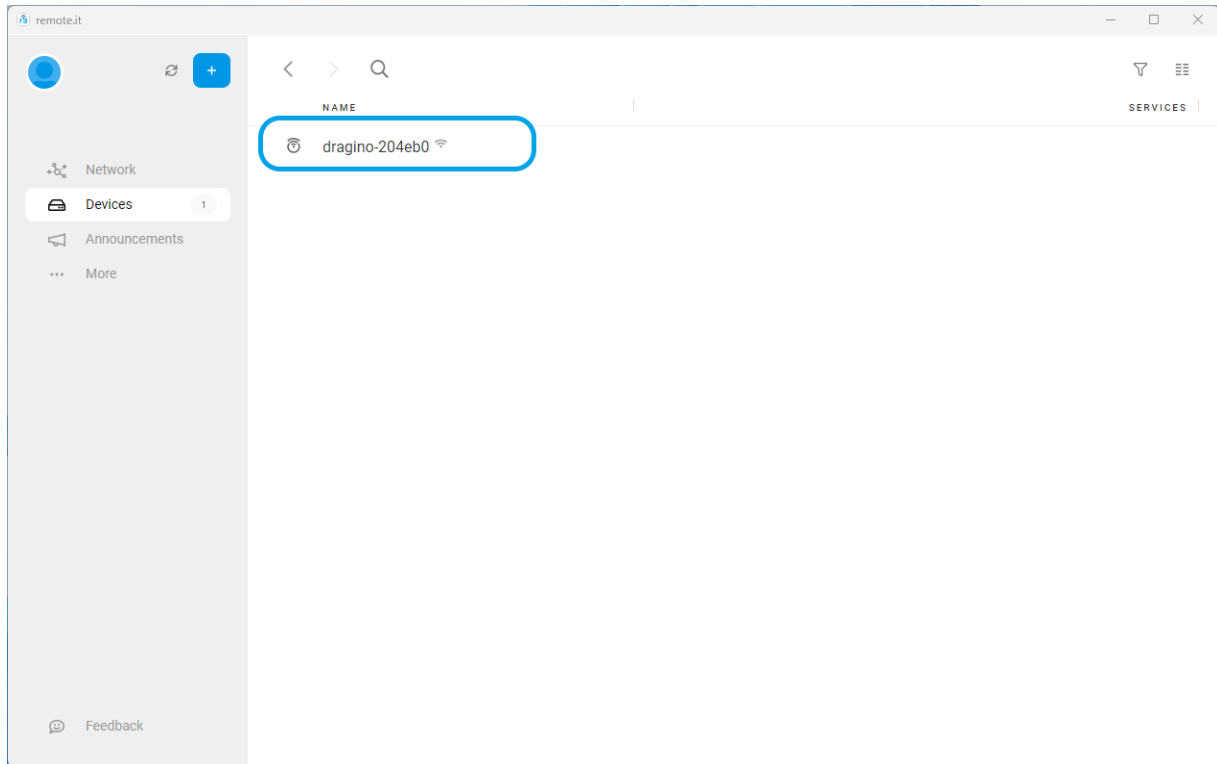 remote.it
NAME
SERVICES
dragino-204eb0
Network
Devices 1
Announcements
More
Feedback